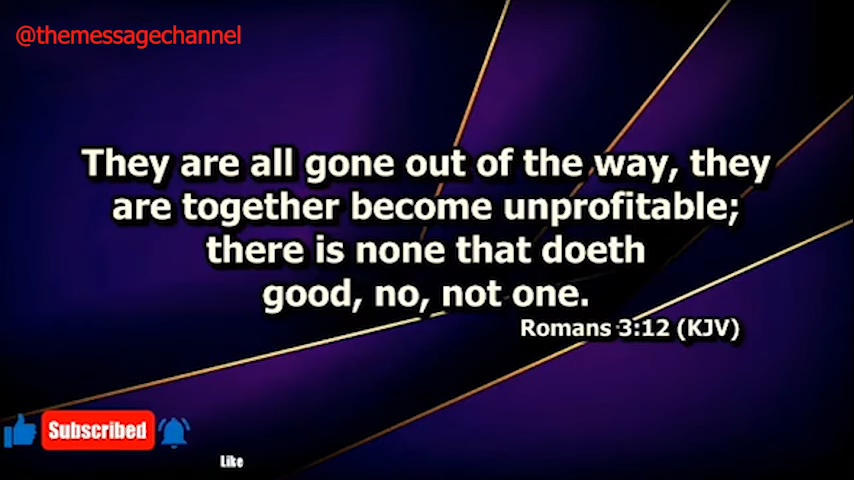 @themessagechannel
They are all gone out of the way, they
are together become unprofitable;
there is none that doeth
good, no, not one.
Romans 3:12 (KJV)
Subscribed
Like